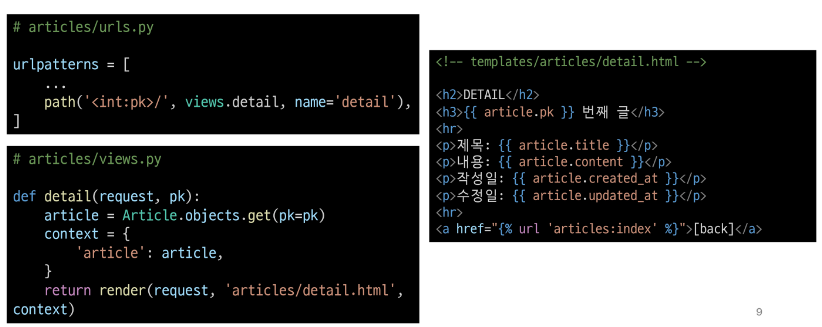 # articles/urls.py
urlpatterns = [
    ...
    path('<int:pk>/', views.detail, name='detail'),
]
# articles/views.py
def detail(request, pk):
    article = Article.objects.get(pk=pk)
    context = {
        'article': article,
    }
    return render(request, 'articles/detail.html',
context)
<!-- templates/articles/detail.html -->
<h2>DETAIL</h2>
<h3>{{ article.pk }} 번째 글</h3>
<hr>
<p>제목: {{ article.title }}</p>
<p>내용: {{ article.content }}</p>
<p>작성일: {{ article.created_at }}</p>
<p>수정일: {{ article.updated_at }}</p>
<hr>
<a href="{% url 'articles:index' %}">[back]</a>
9